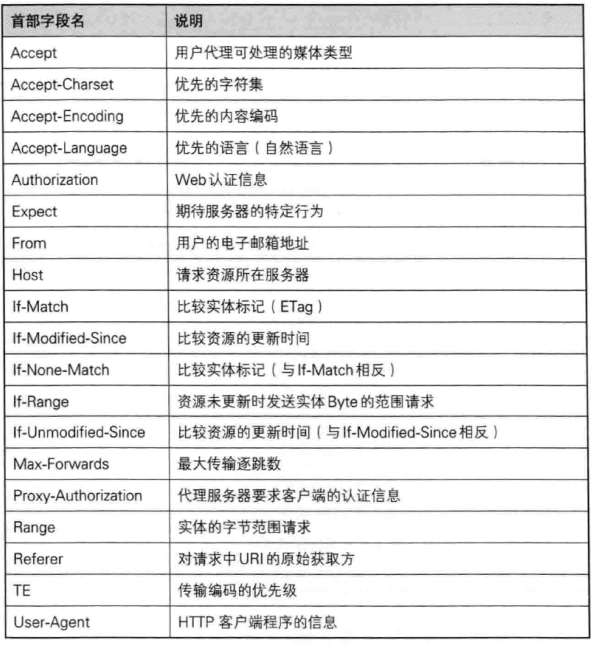 首部字段名 说明
Accept 用户代理可处理的媒体类型
Accept-Charset 优先的字符集
Accept-Encoding 优先的内容编码
Accept-Language 优先的语言（自然语言）
Authorization Web认证信息
Expect 期待服务器的特定行为
From 用户的电子邮箱地址
Host 请求资源所在服务器
If-Match 比较实体标记（ETag）
If-Modified-Since 比较资源的更新时间
If-None-Match 比较实体标记（与If-Match相反）
If-Range 资源未更新时发送实体Byte的范围请求
If-Unmodified-Since 比较资源的更新时间（与If-Modified-Since相反）
Max-Forwards 最大传输逐跳数
Proxy-Authorization 代理服务器要求客户端的认证信息
Range 实体的字节范围请求
Referer 对请求中URI的原始获取方
TE 传输编码的优先级
User-Agent HTTP 客户端程序的信息